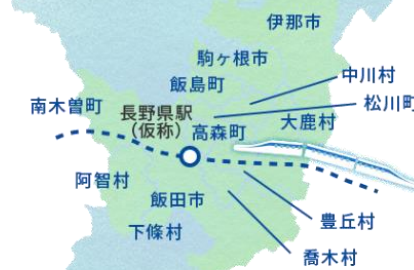 伊那市
駒ヶ根市
飯島町
中川村
南木曽町
長野県駅
（仮称）
松川町
高森町
大鹿村
阿智村
飯田市
豊丘村
下條村
喬木村